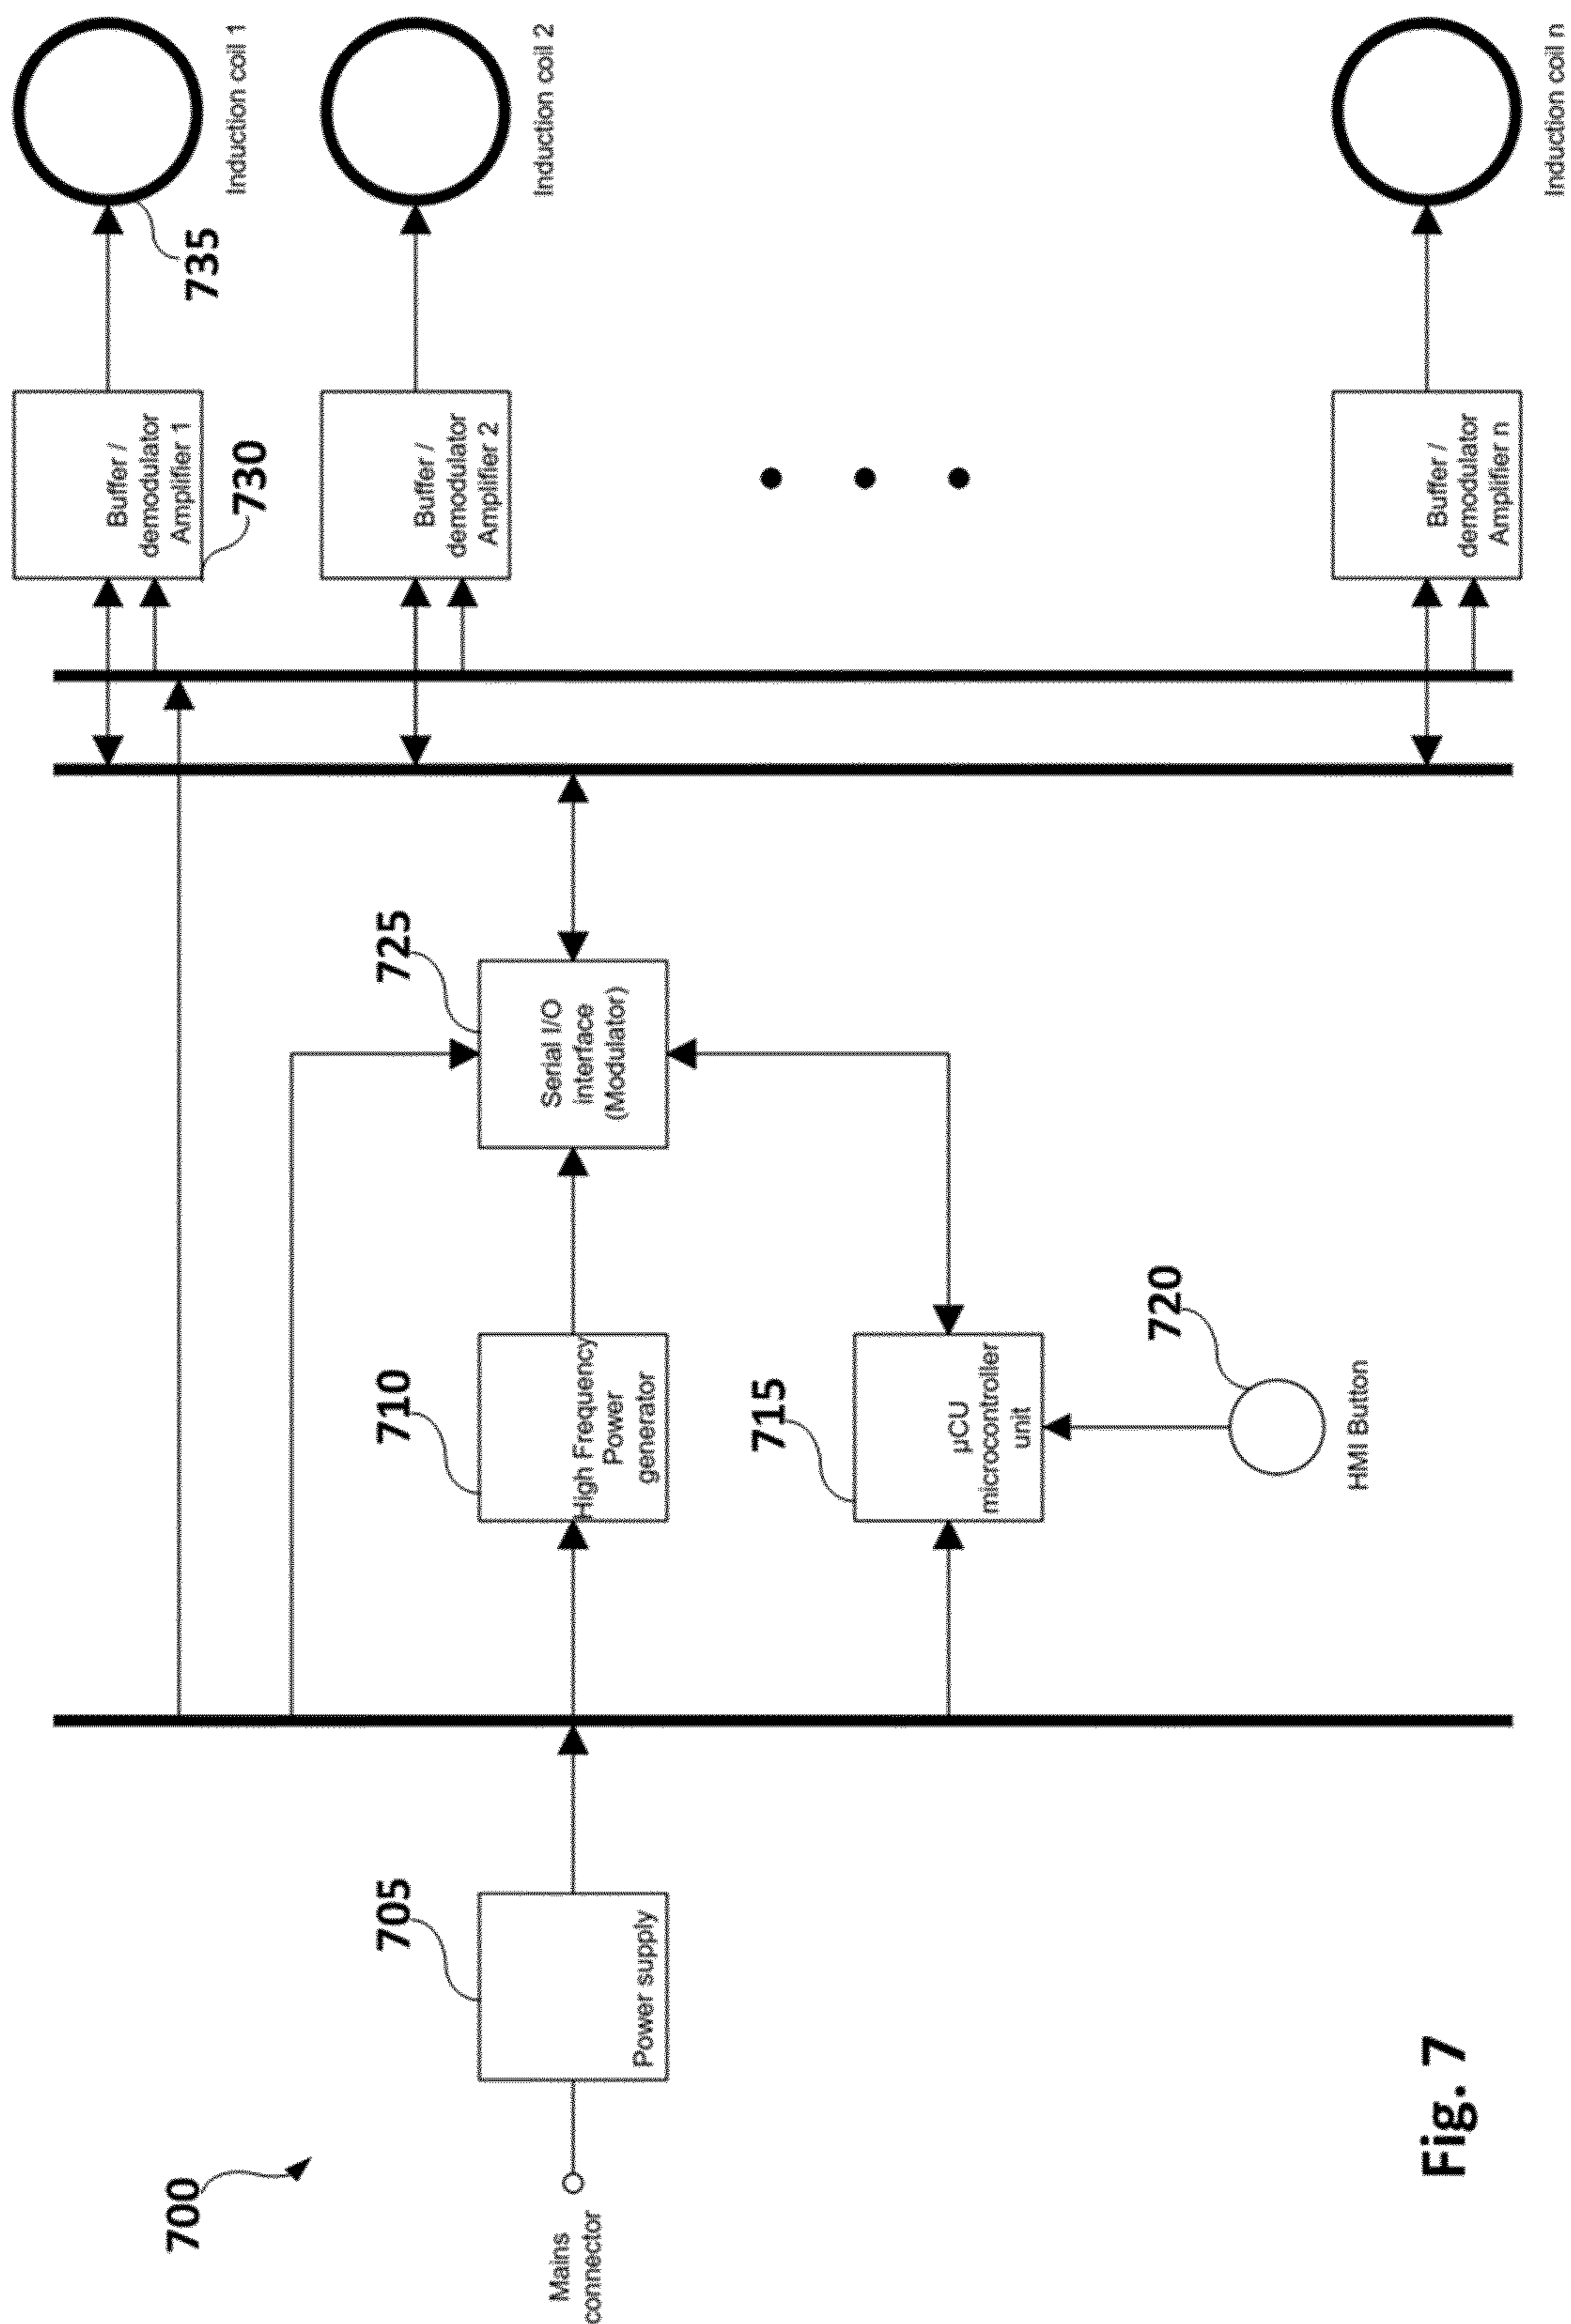 700
Mains
connector
705
Power supply
710
High Frequency
Power
generator
715
µCU
microcontroller
unit
720
HMI Button
725
Serial I/O
interface
(Modulator)
Buffer /
demodulator
Amplifier 1
730
735
Induction coil 1
Buffer /
demodulator
Amplifier 2
Induction coil 2
Buffer /
demodulator
Amplifier n
Induction coil n
Fig. 7